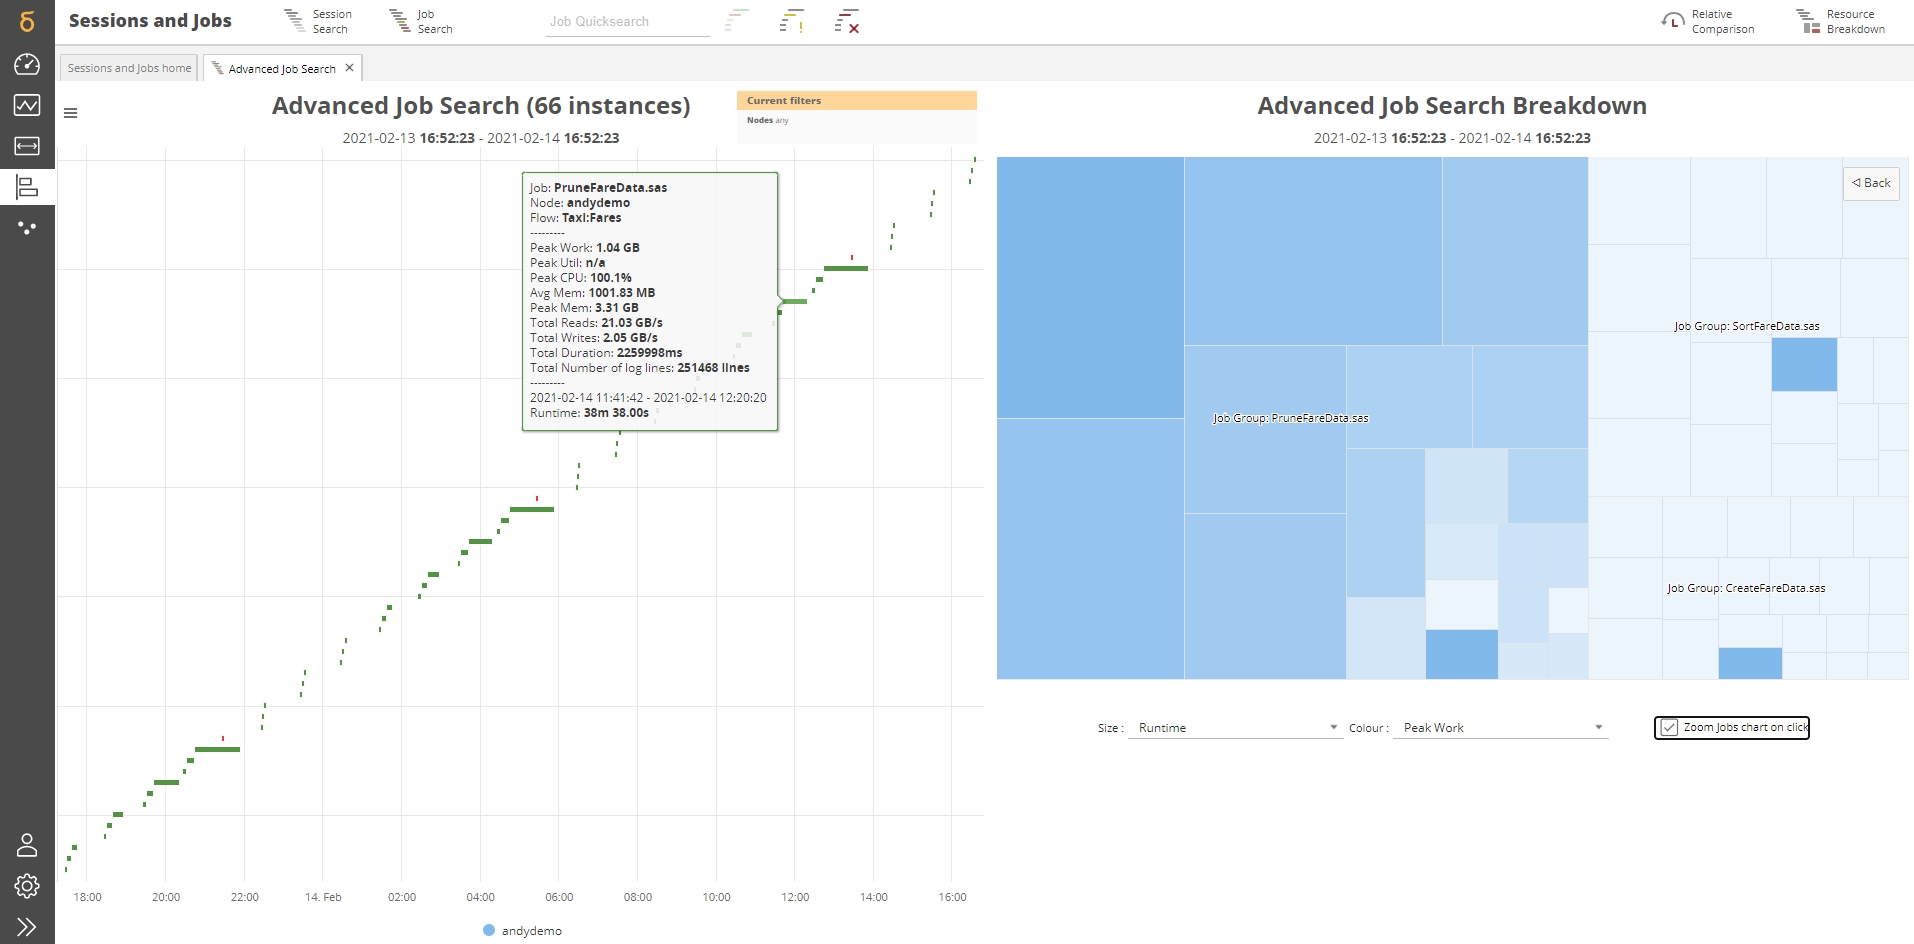 Sessions and Jobs
Session
Search
Job
Search
Job Quicksearch
Relative
Comparison
Resource
Breakdown
Sessions and Jobs home
Advanced Job Search
Advanced Job Search (66 instances)
2021-02-13 16:52:23 - 2021-02-14 16:52:23
Current filters
Nodes any
Job: PruneFareData.sas
Node: andydemo
Flow: TaxI:Fares
---------
Peak Work: 1.04 GB
Peak Util: n/a
Peak CPU: 100.1%
Avg Mem: 1001.83 MB
Peak Mem: 3.31 GB
Total Reads: 21.03 GB/s
Total Writes: 2.05 GB/s
Total Duration: 2259998ms
Total Number of log lines: 251468 lines
---------
2021-02-14 11:41:42 - 2021-02-14 12:20:20
Runtime: 38m 38.00s
18:00 20:00 22:00 14. Feb 02:00 04:00 06:00 08:00 10:00 12:00 14:00 16:00
andydemo
Advanced Job Search Breakdown
2021-02-13 16:52:23 - 2021-02-14 16:52:23
Back
Job Group: SortFareData.sas
Job Group: PruneFareData.sas
Job Group: CreateFareData.sas
Size : Runtime Colour : Peak Work Zoom Jobs chart on click